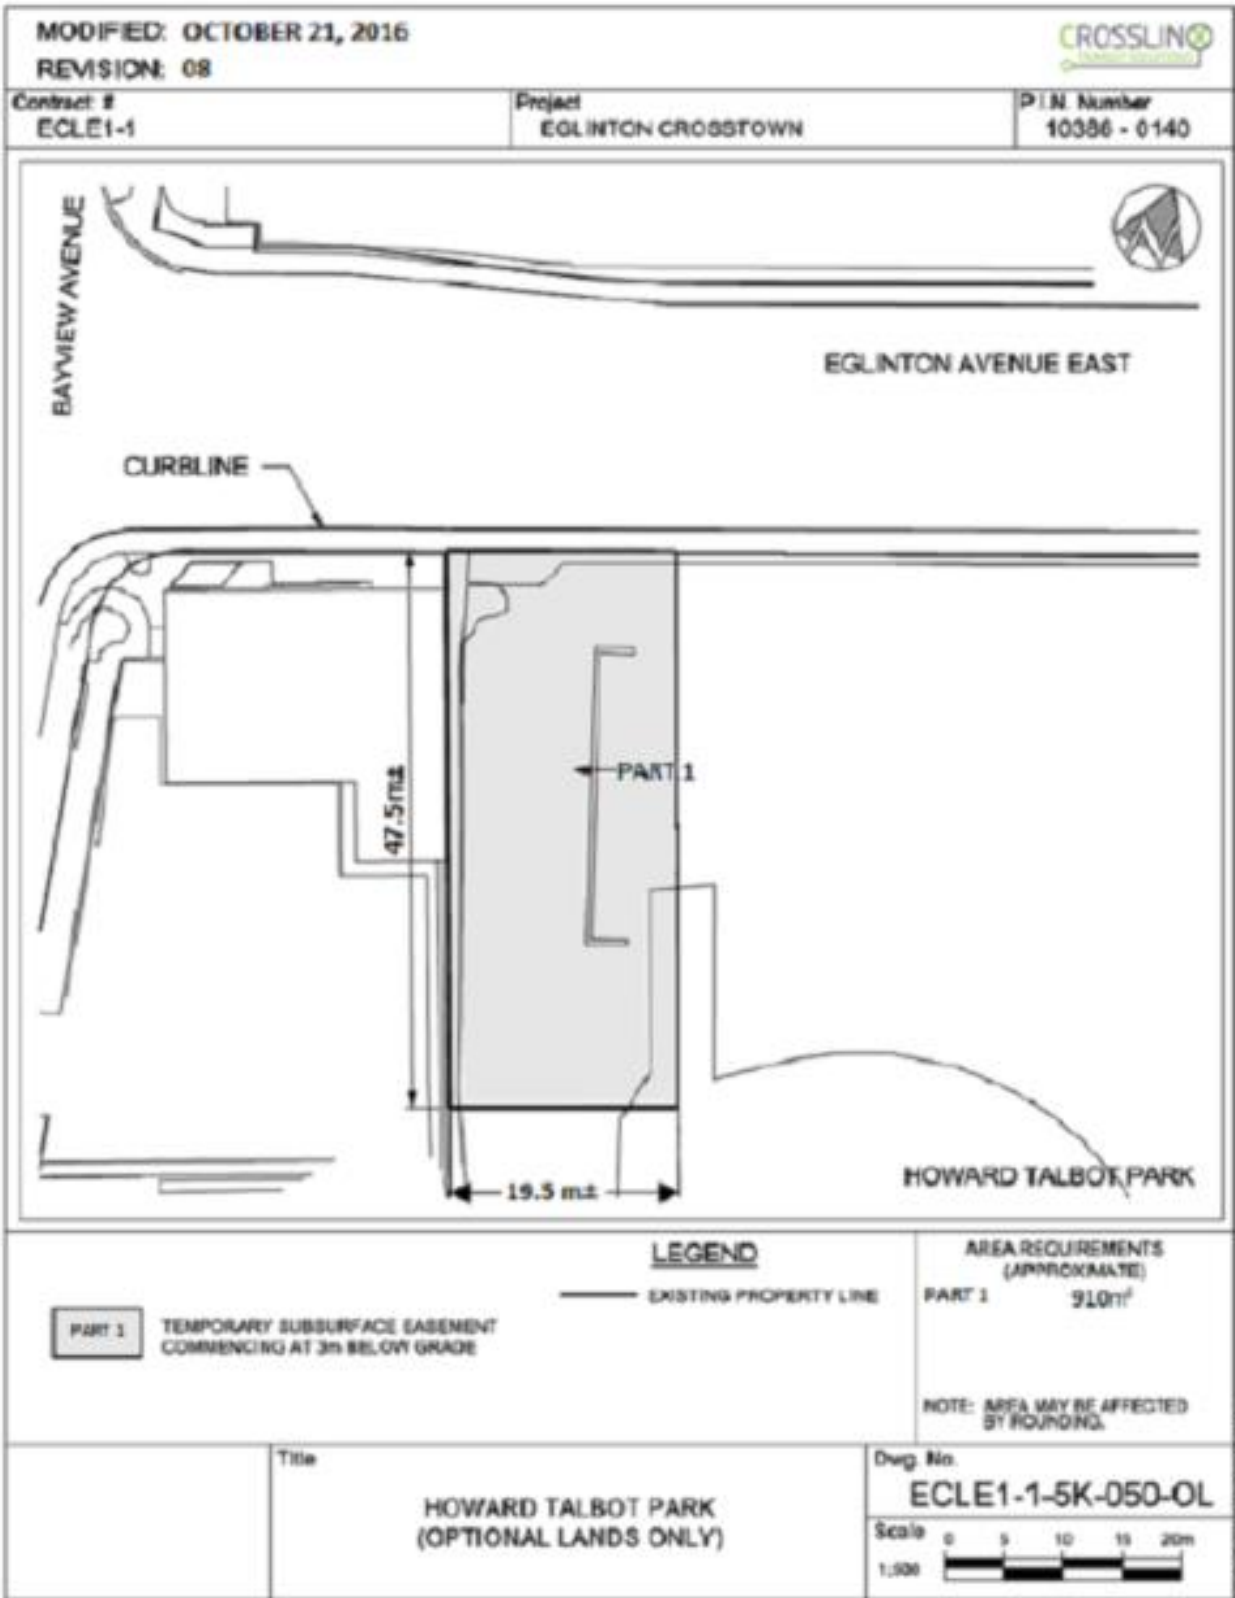 MODIFIED: OCTOBER 21, 2016
REVISION: 08
CROSSLINX
TRANSIT SOLUTIONS
Contract #
ECLE1-1
Project
EGLINTON CROSSTOWN
P.I.N. Number
10386 - 0140
BAYVIEW AVENUE
EGLINTON AVENUE EAST
CURBLINE
PART 1
47.5m±
19.5 m±
HOWARD TALBOT PARK
LEGEND
EXISTING PROPERTY LINE
PART 1
TEMPORARY SUBSURFACE EASEMENT
COMMENCING AT 3m BELOW GRADE
AREA REQUIREMENTS
(APPROXIMATE)
PART 1 910m²
NOTE: AREA MAY BE AFFECTED
BY ROUNDING.
Title
HOWARD TALBOT PARK
(OPTIONAL LANDS ONLY)
Dwg. No.
ECLE1-1-5K-050-OL
Scale
1:500
0 5 10 15 20m